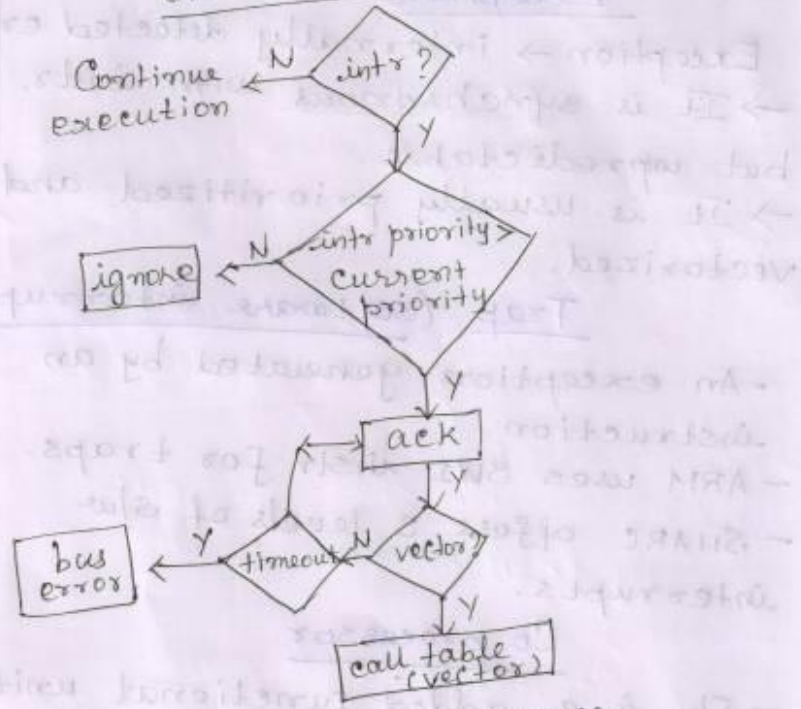 intr?
N
Continue
execution
Y
intr priority >
current
priority
N
ignore
Y
ack
Y
vector?
N
timeout
Y
bus
error
Y
call table
(vector)